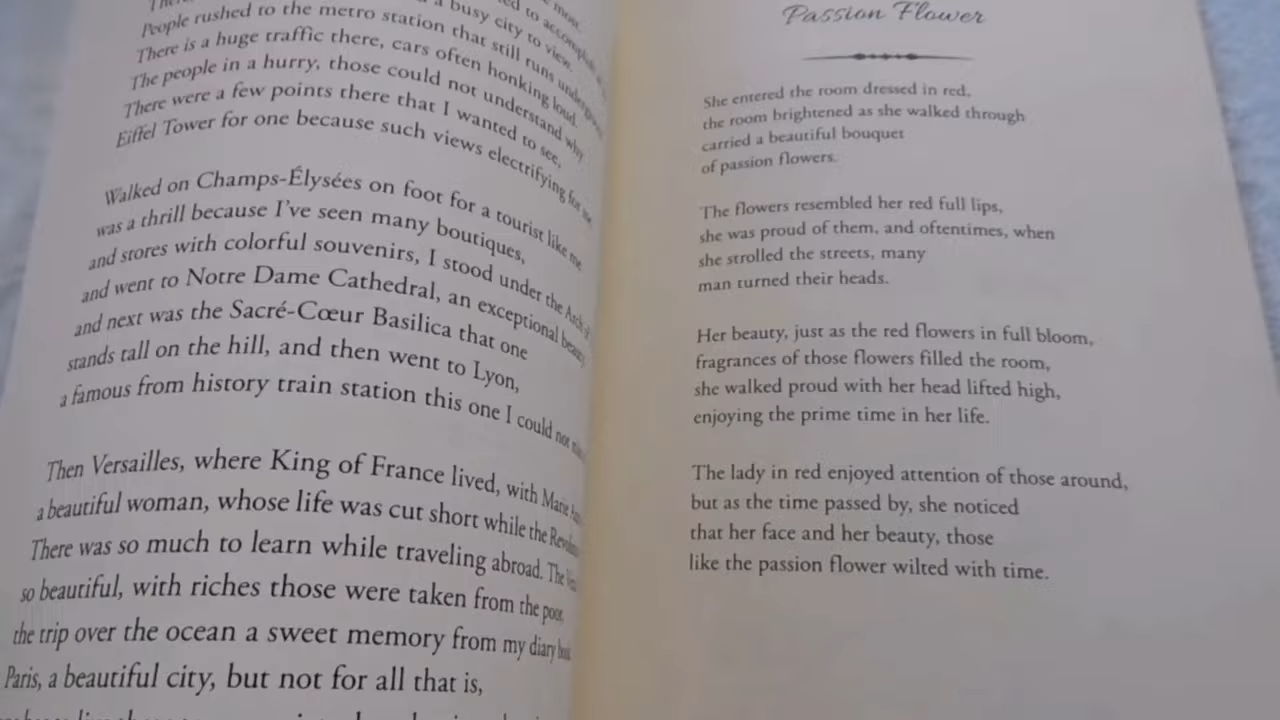 busy city to view.
People rushed to the metro station that still runs
There is a huge traffic there, cars often honking loud.
The people in a hurry, those could not understand why
There were a few points there that I wanted to see,
Eiffel Tower for one because such views electrifying for me
Walked on Champs-Élysées on foot for a tourist like me
was a thrill because I've seen many boutiques,
and stores with colorful souvenirs, I stood under the Arch
and went to Notre Dame Cathedral, an exceptional beauty
and next was the Sacré-Cœur Basilica that one
stands tall on the hill, and then went to Lyon,
a famous from history train station this one I could not
Then Versailles, where King of France lived, with Marie
a beautiful woman, whose life was cut short while the
There was so much to learn while traveling abroad. The
so beautiful, with riches those were taken from the poor,
the trip over the ocean a sweet memory from my diary
Paris, a beautiful city, but not for all that is,
Passion Flower
She entered the room dressed in red,
the room brightened as she walked through
carried a beautiful bouquet
of passion flowers.
The flowers resembled her red full lips,
she was proud of them, and oftentimes, when
she strolled the streets, many
man turned their heads.
Her beauty, just as the red flowers in full bloom,
fragrances of those flowers filled the room,
she walked proud with her head lifted high,
enjoying the prime time in her life.
The lady in red enjoyed attention of those around,
but as the time passed by, she noticed
that her face and her beauty, those
like the passion flower wilted with time.